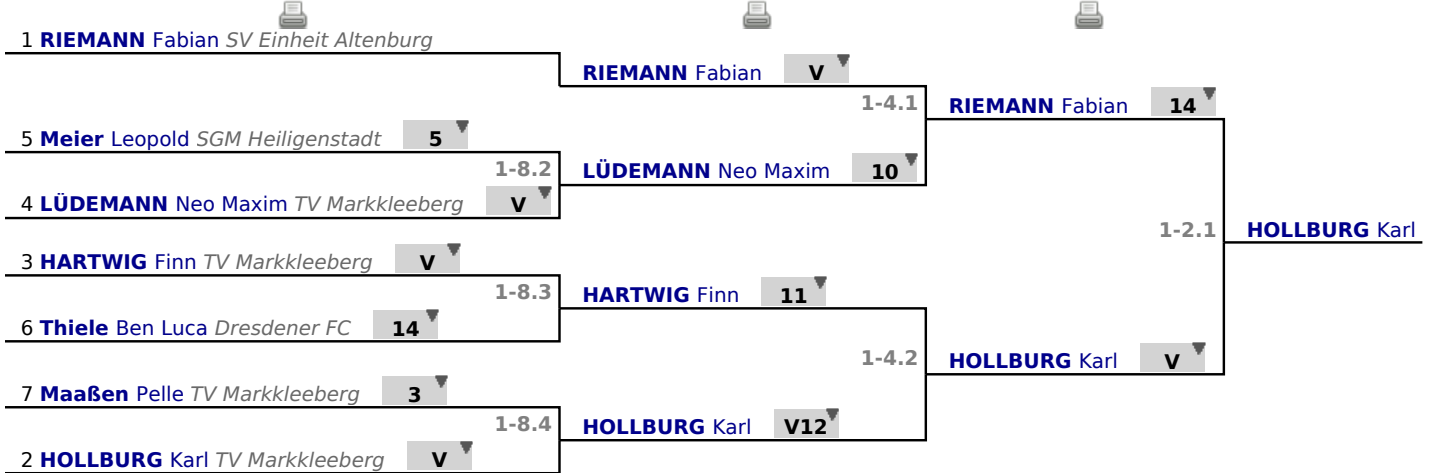 1 RIEMANN Fabian SV Einheit Altenburg
RIEMANN Fabian V
1-4.1
RIEMANN Fabian 14
5 Meier Leopold SGM Heiligenstadt 5
1-8.2
LÜDEMANN Neo Maxim 10
4 LÜDEMANN Neo Maxim TV Markkleeberg V
1-2.1
HOLLBURG Karl
3 HARTWIG Finn TV Markkleeberg V
1-8.3
HARTWIG Finn 11
6 Thiele Ben Luca Dresdener FC 14
1-4.2
HOLLBURG Karl V
7 Maaßen Pelle TV Markkleeberg 3
1-8.4
HOLLBURG Karl V12
2 HOLLBURG Karl TV Markkleeberg V